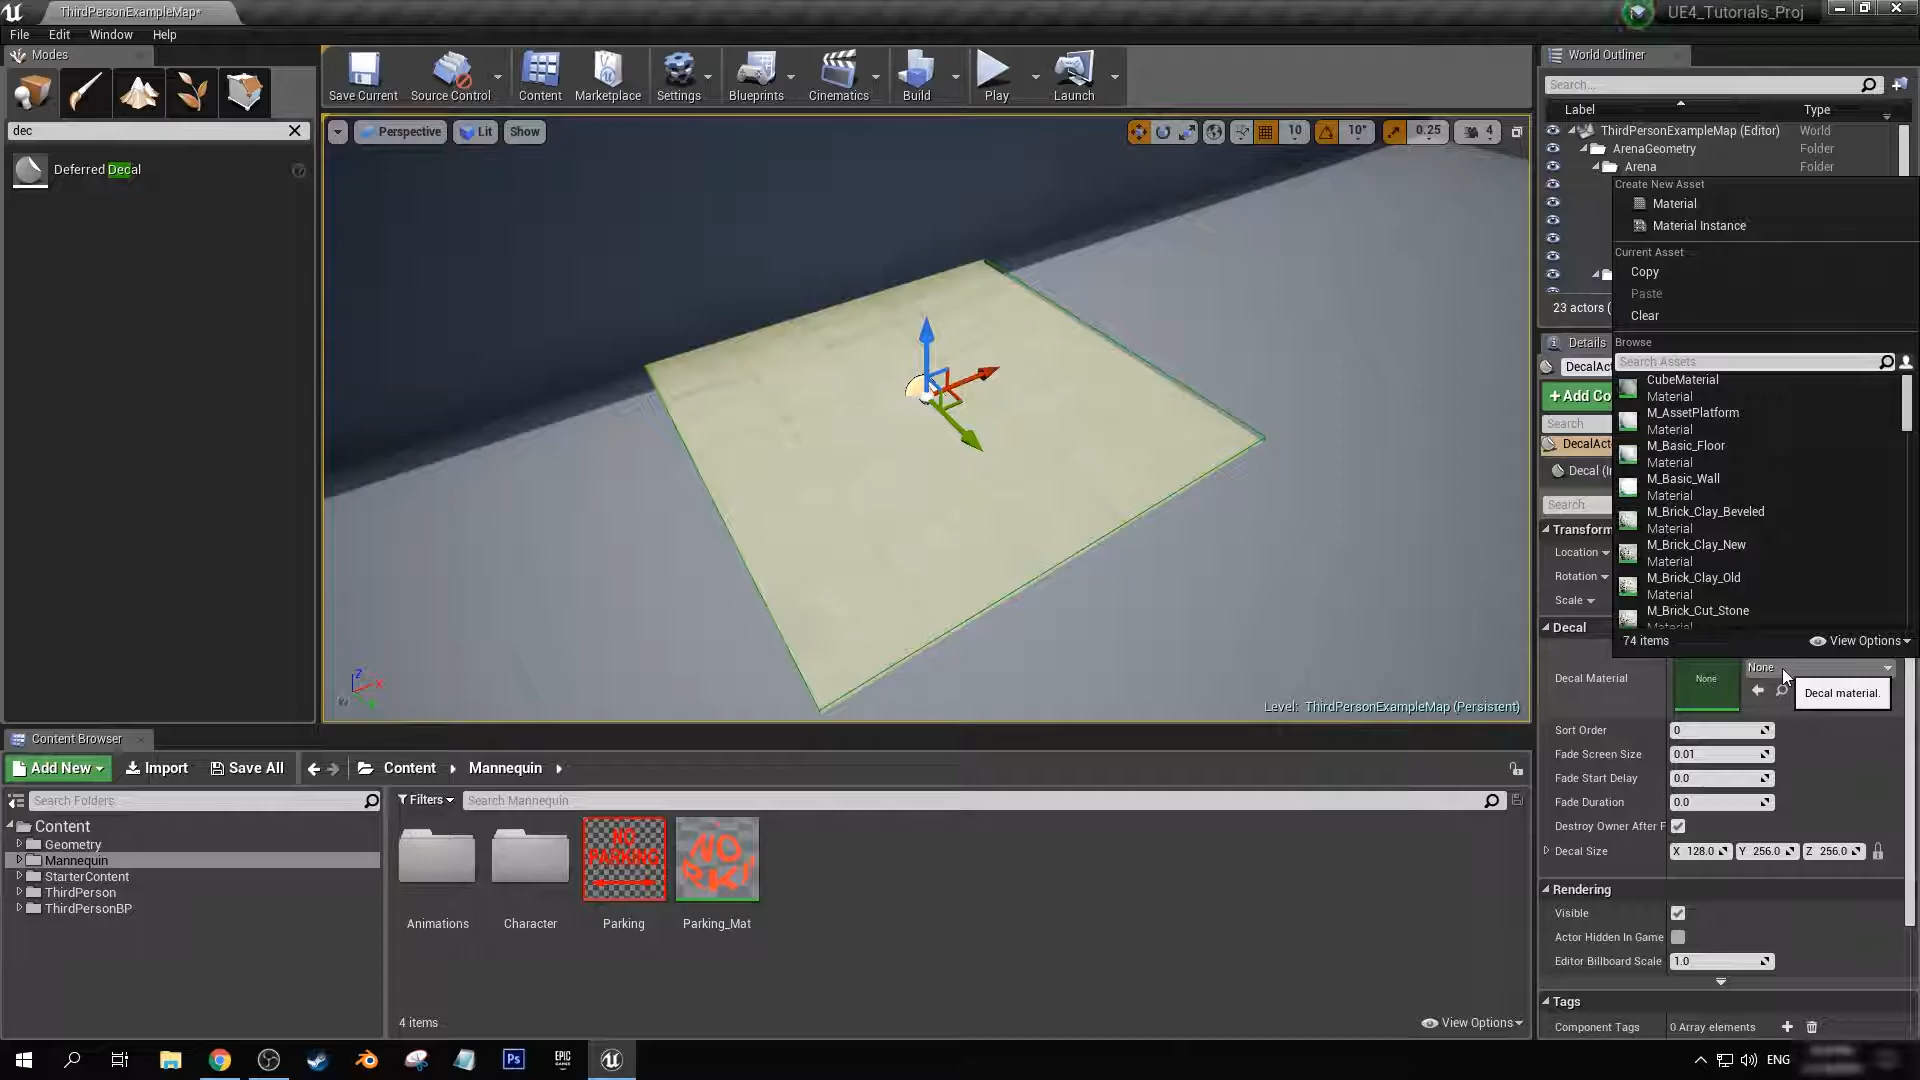 ThirdPersonExampleMap*
UE4_Tutorials_Proj
File Edit Window Help
Modes
dec
Deferred Decal
Save Current Source Control Content Marketplace Settings Blueprints Cinematics Build Play Launch
Perspective Lit Show
10 10° 0.25 4
Level: ThirdPersonExampleMap (Persistent)
Z X
World Outliner
Search...
Label Type
ThirdPersonExampleMap (Editor) World
ArenaGeometry Folder
Arena Folder
23 actors (
Create New Asset
Material
Material Instance
Current Asset
Copy
Paste
Clear
Browse
Search Assets
CubeMaterial
Material
M_AssetPlatform
Material
M_Basic_Floor
Material
M_Basic_Wall
Material
M_Brick_Clay_Beveled
Material
M_Brick_Clay_New
Material
M_Brick_Clay_Old
Material
M_Brick_Cut_Stone
Material
74 items
View Options
Details
DecalAct
+Add Co
Search
DecalAct
Decal (I
Search
Transform
Location
Rotation
Scale
Decal
Decal Material None None
Decal material.
Sort Order 0
Fade Screen Size 0.01
Fade Start Delay 0.0
Fade Duration 0.0
Destroy Owner After F
Decal Size X 128.0 Y 256.0 Z 256.0
Rendering
Visible
Actor Hidden In Game
Editor Billboard Scale 1.0
Tags
Component Tags 0 Array elements
Content Browser
Add New Import Save All Content Mannequin
Search Folders
Filters Search Mannequin
Content
Geometry
Mannequin
StarterContent
ThirdPerson
ThirdPersonBP
NO
PARKING
NO
RKI
Animations Character Parking Parking_Mat
4 items
View Options
Ps
EPIC
GAMES
ENG